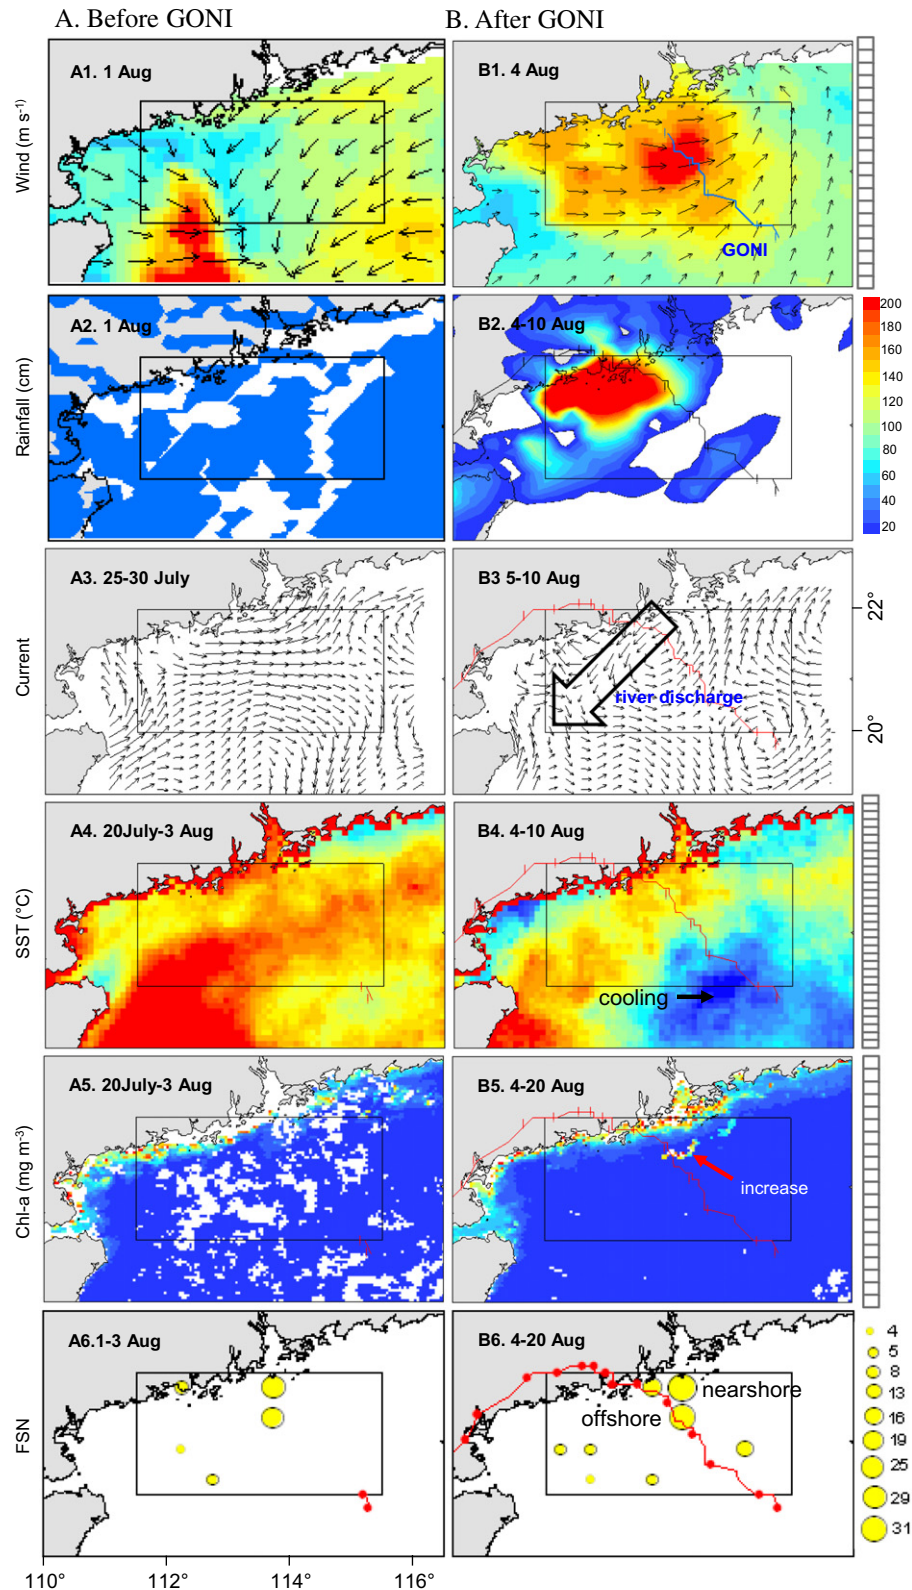 A. Before GONI
B. After GONI
Wind (m s⁻¹)
A1. 1 Aug
B1. 4 Aug
GONI
Rainfall (cm)
A2. 1 Aug
B2. 4-10 Aug
200
180
160
140
120
100
80
60
40
20
Current
A3. 25-30 July
B3 5-10 Aug
river discharge
22°
20°
SST (°C)
A4. 20July-3 Aug
B4. 4-10 Aug
cooling
Chl-a (mg m⁻³)
A5. 20July-3 Aug
B5. 4-20 Aug
increase
FSN
A6.1-3 Aug
B6. 4-20 Aug
nearshore
offshore
4
5
8
13
16
19
25
29
31
110°
112°
114°
116°